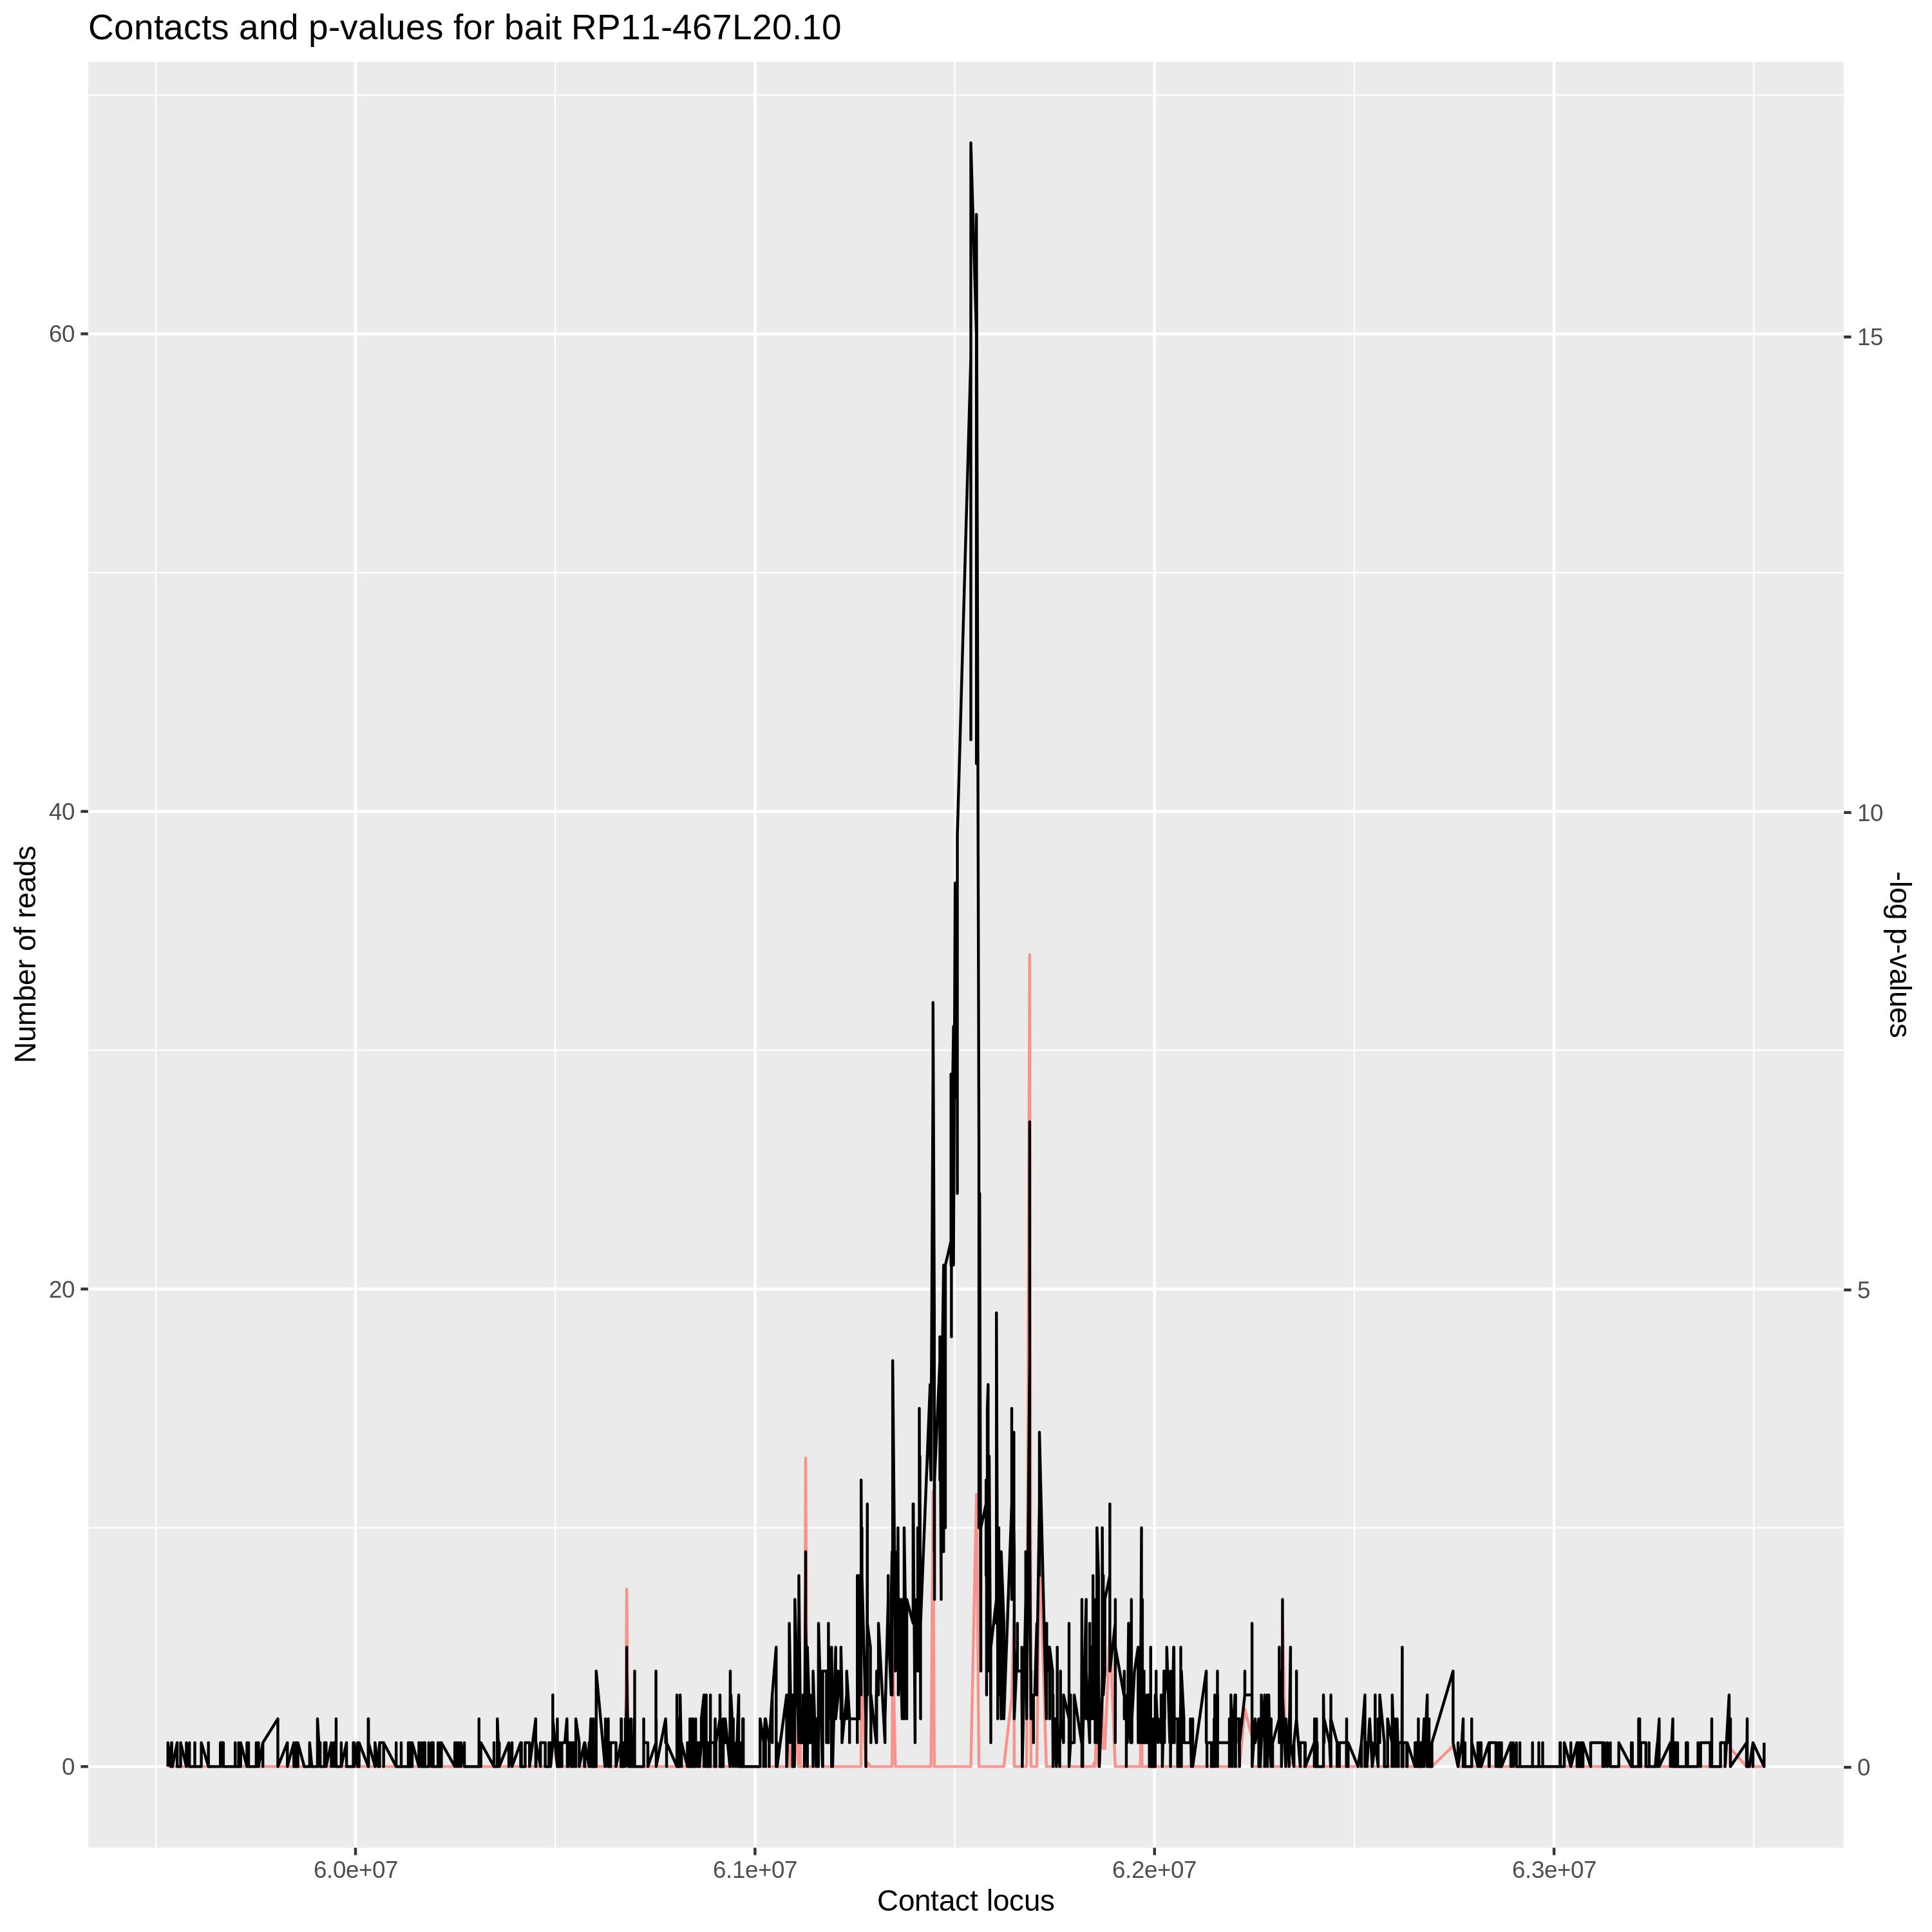 Contacts and p-values for bait RP11-467L20.10
Number of reads
60
40
20
0
15
10
5
0
-log p-values
6.0e+07
6.1e+07
6.2e+07
6.3e+07
Contact locus